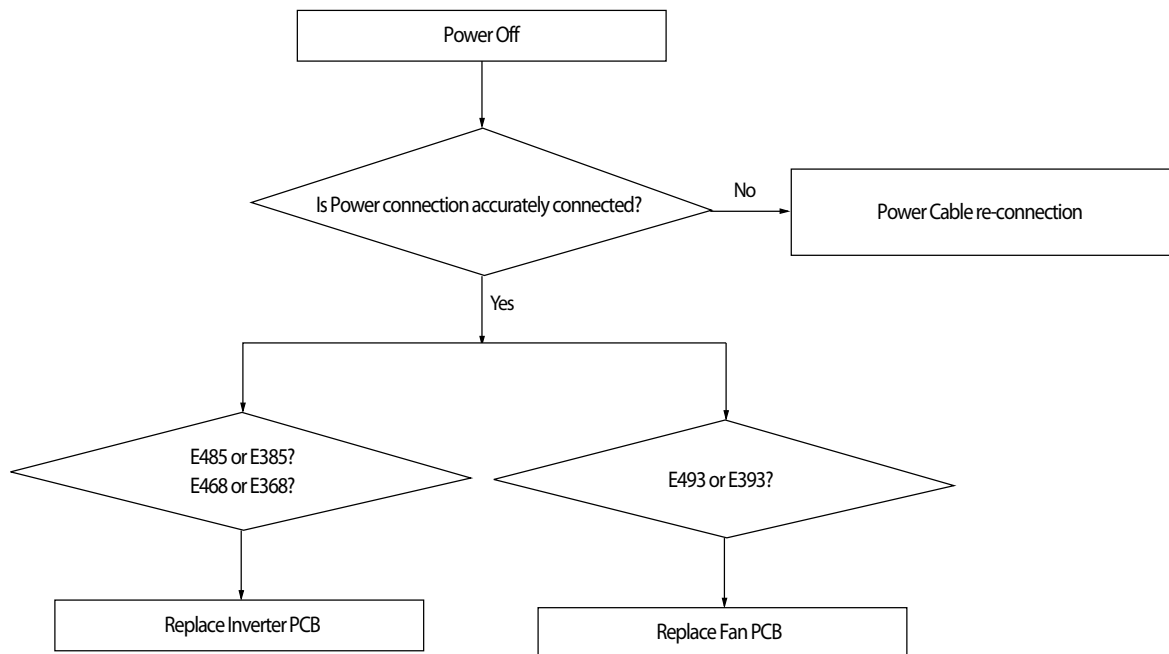 Power Off
Is Power connection accurately connected?
No
Power Cable re-connection
Yes
E485 or E385?
E468 or E368?
E493 or E393?
Replace Inverter PCB
Replace Fan PCB